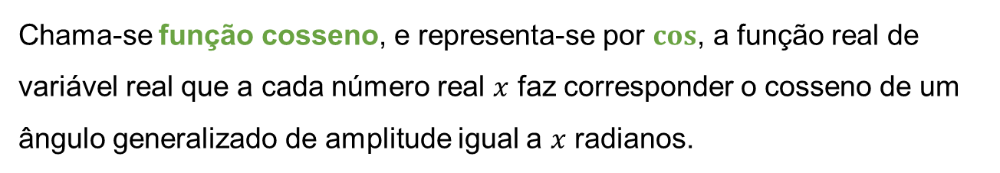 Chama-se função cosseno, e representa-se por cos, a função real de
variável real que a cada número real x faz corresponder o cosseno de um
ângulo generalizado de amplitude igual a x radianos.